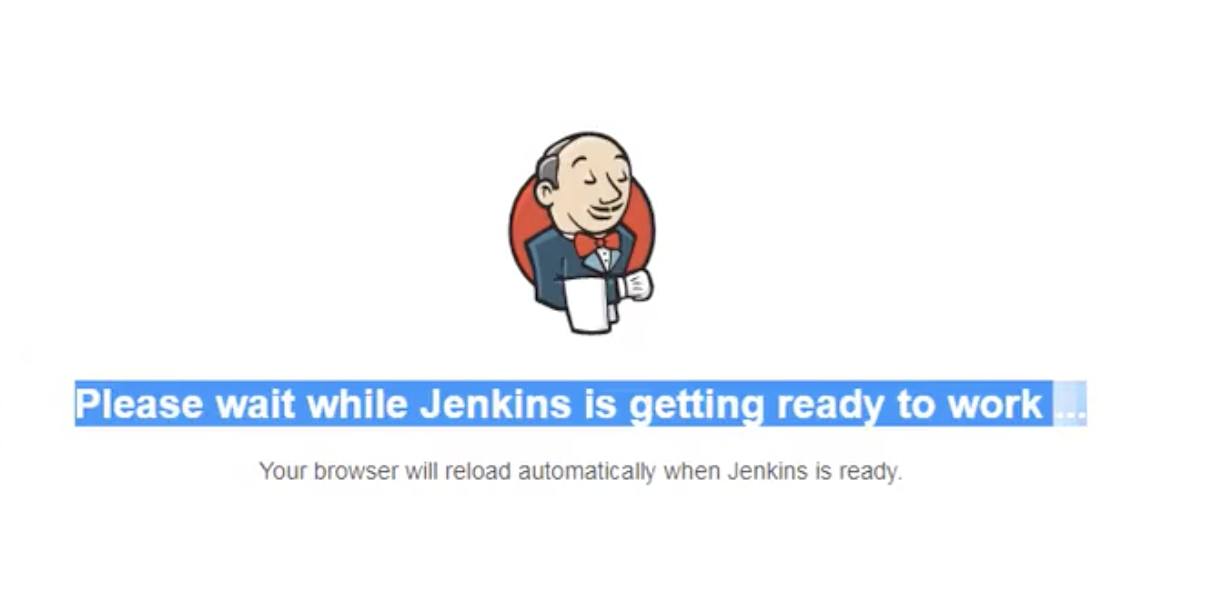 Please wait while Jenkins is getting ready to work ...
Your browser will reload automatically when Jenkins is ready.